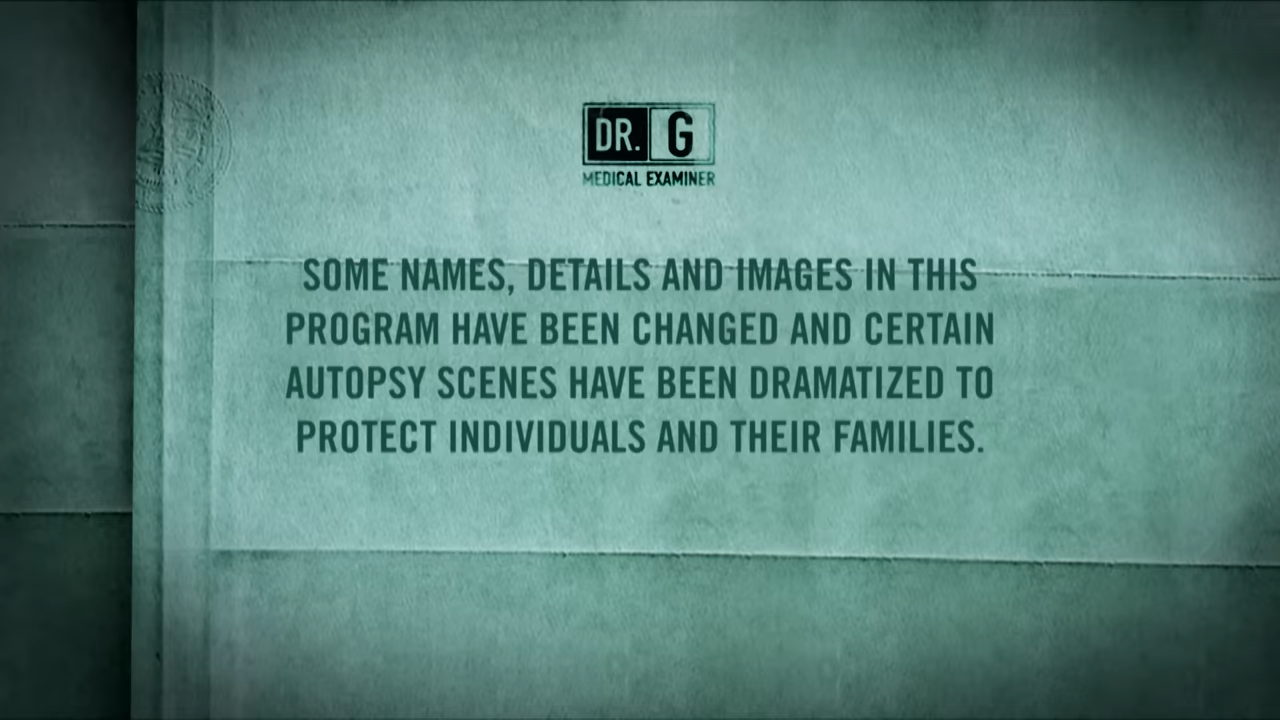 DR. G
MEDICAL EXAMINER
SOME NAMES, DETAILS AND IMAGES IN THIS
PROGRAM HAVE BEEN CHANGED AND CERTAIN
AUTOPSY SCENES HAVE BEEN DRAMATIZED TO
PROTECT INDIVIDUALS AND THEIR FAMILIES.